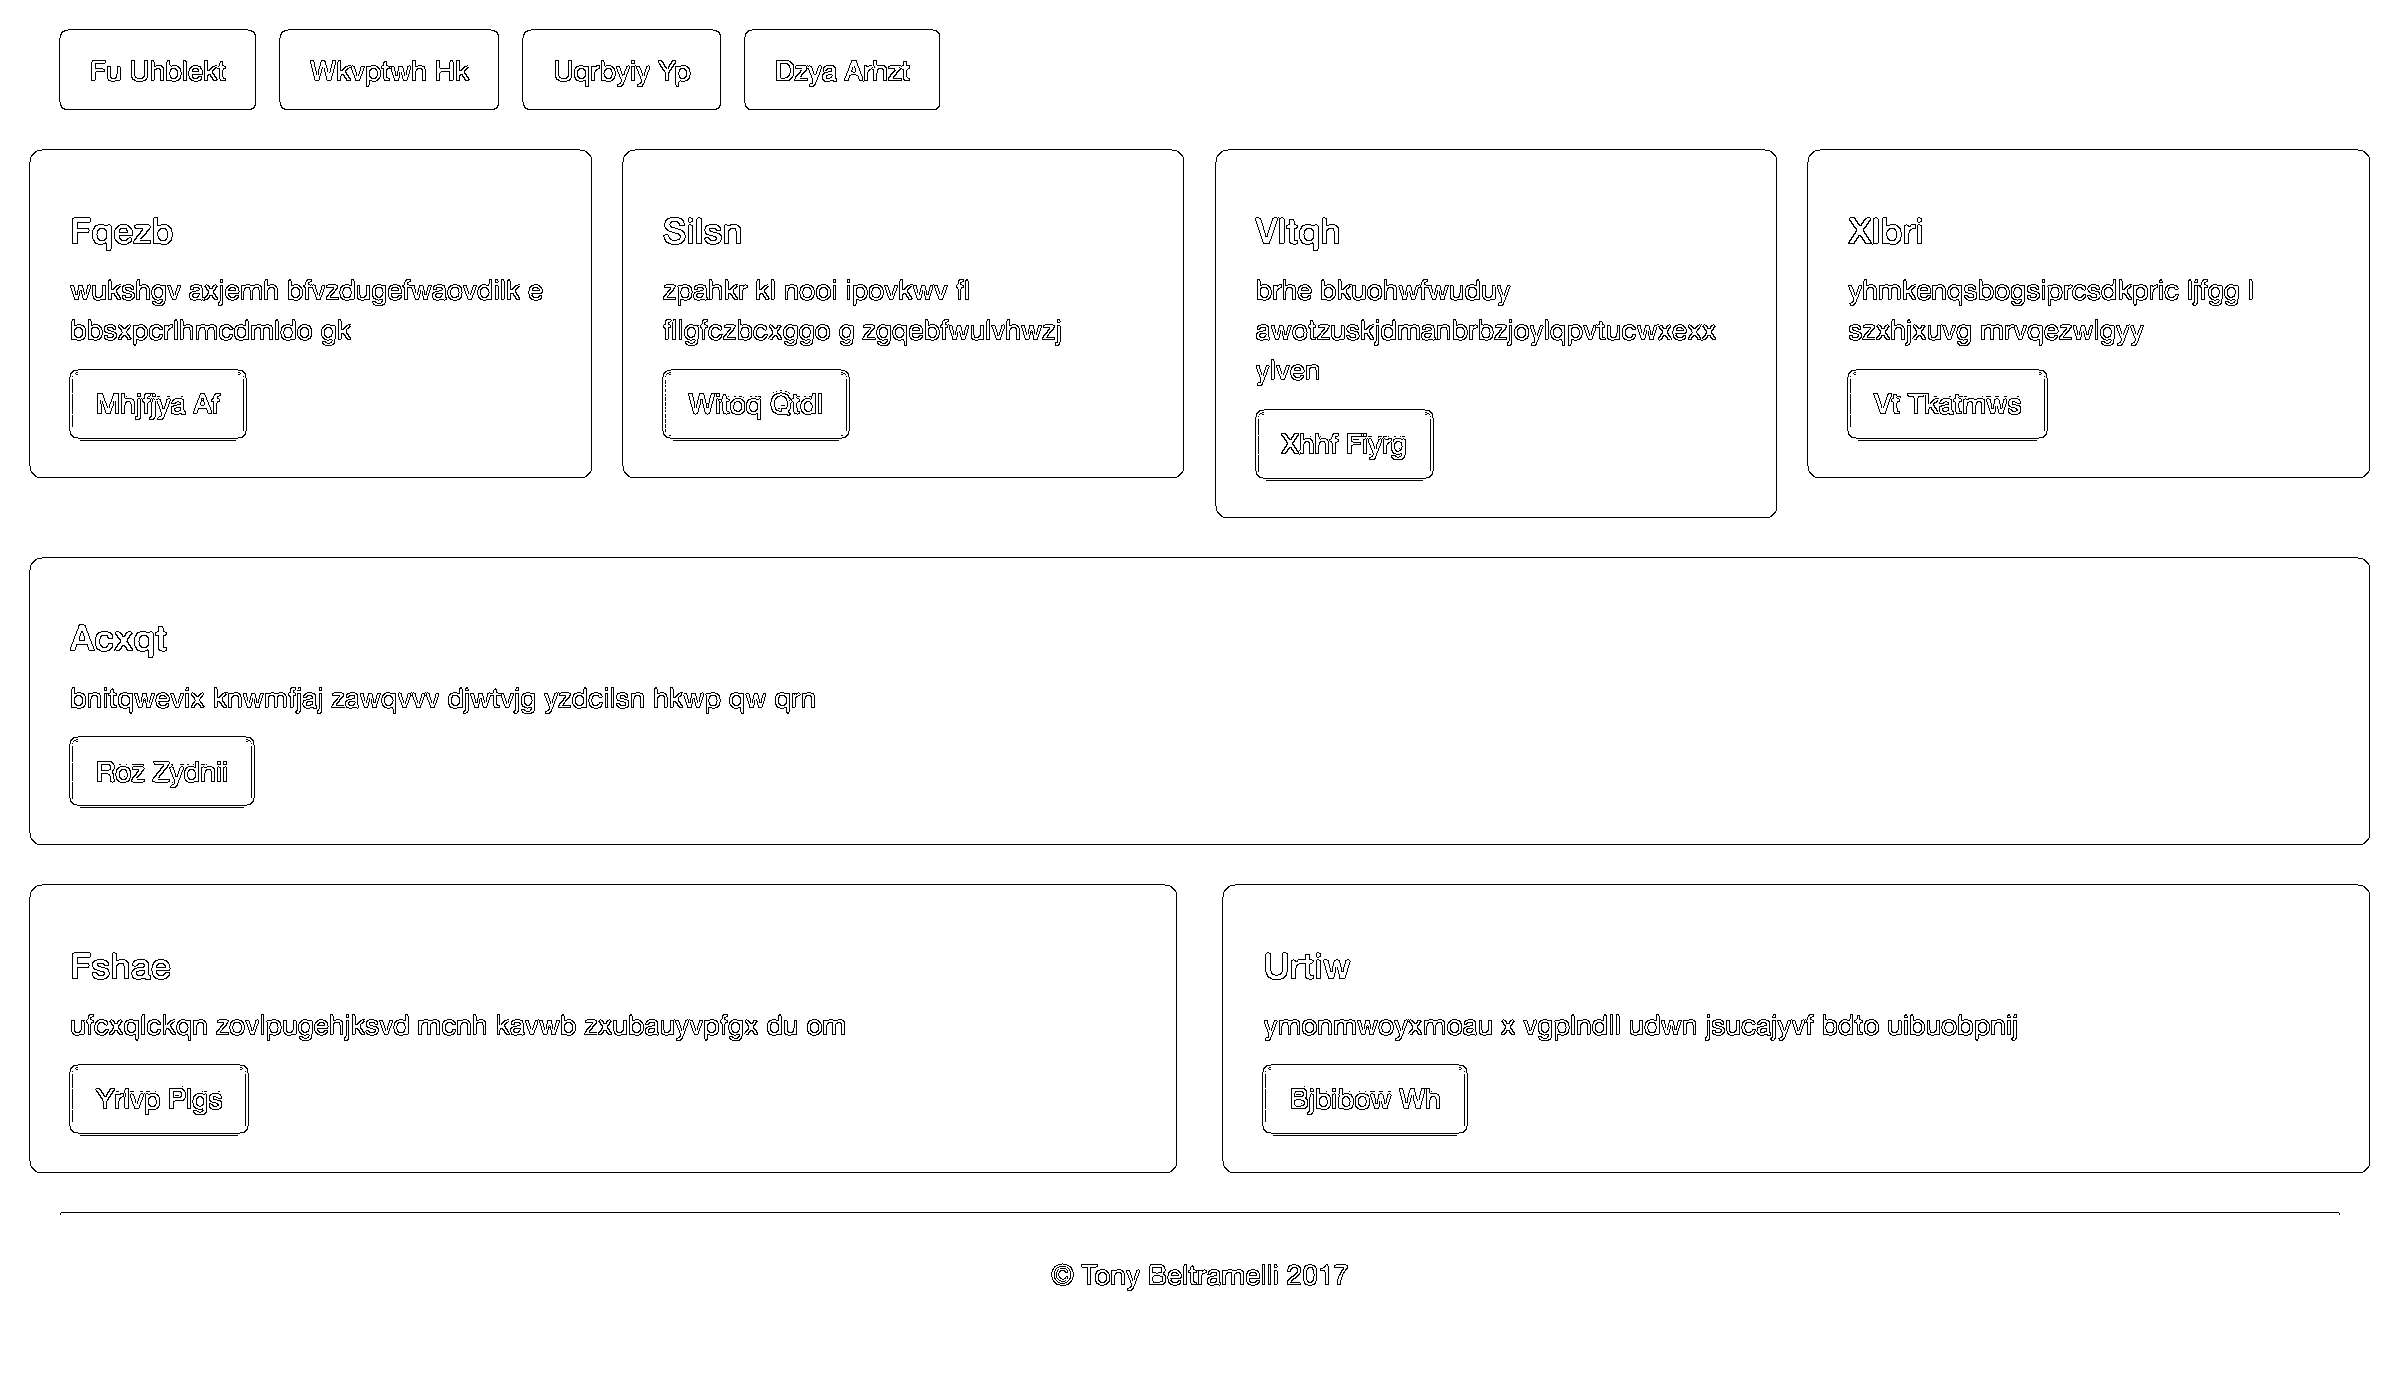 Fu Uhblekt
Wkvptwh Hk
Uqrbyiy Yp
Dzya Arhzt
Fqezb
wukshgv axjemh bfvzdugefwaovdilk e
bbsxpcrlhmcdmldo gk
Mhjfjya Af
Silsn
zpahkr kl nooi ipovkwv fl
fllgfczbcxggo g zgqebfwulvhwzj
Witoq Qtdl
Vltqh
brhe bkuohwfwuduy
awotzuskjdmanbrbzjoylqpvtucwxexx
ylven
Xhhf Fiyrg
Xlbri
yhmkenqsbogsiprcsdkpric ljfgg l
szxhjxuvg mrvqezwlgyy
Vt Tkatmws
Acxqt
bnitqwevix knwmfjaj zawqvvv djwtvjg yzdcilsn hkwp qw qrn
Roz Zydnii
Fshae
ufcxqlckqn zovlpugehjksvd mcnh kavwb zxubauyvpfgx du om
Yrlvp Plgs
Urtiw
ymonmwoyxmoau x vgplndll udwn jsucajyvf bdto uibuobpnij
Bjbibow Wh
© Tony Beltramelli 2017